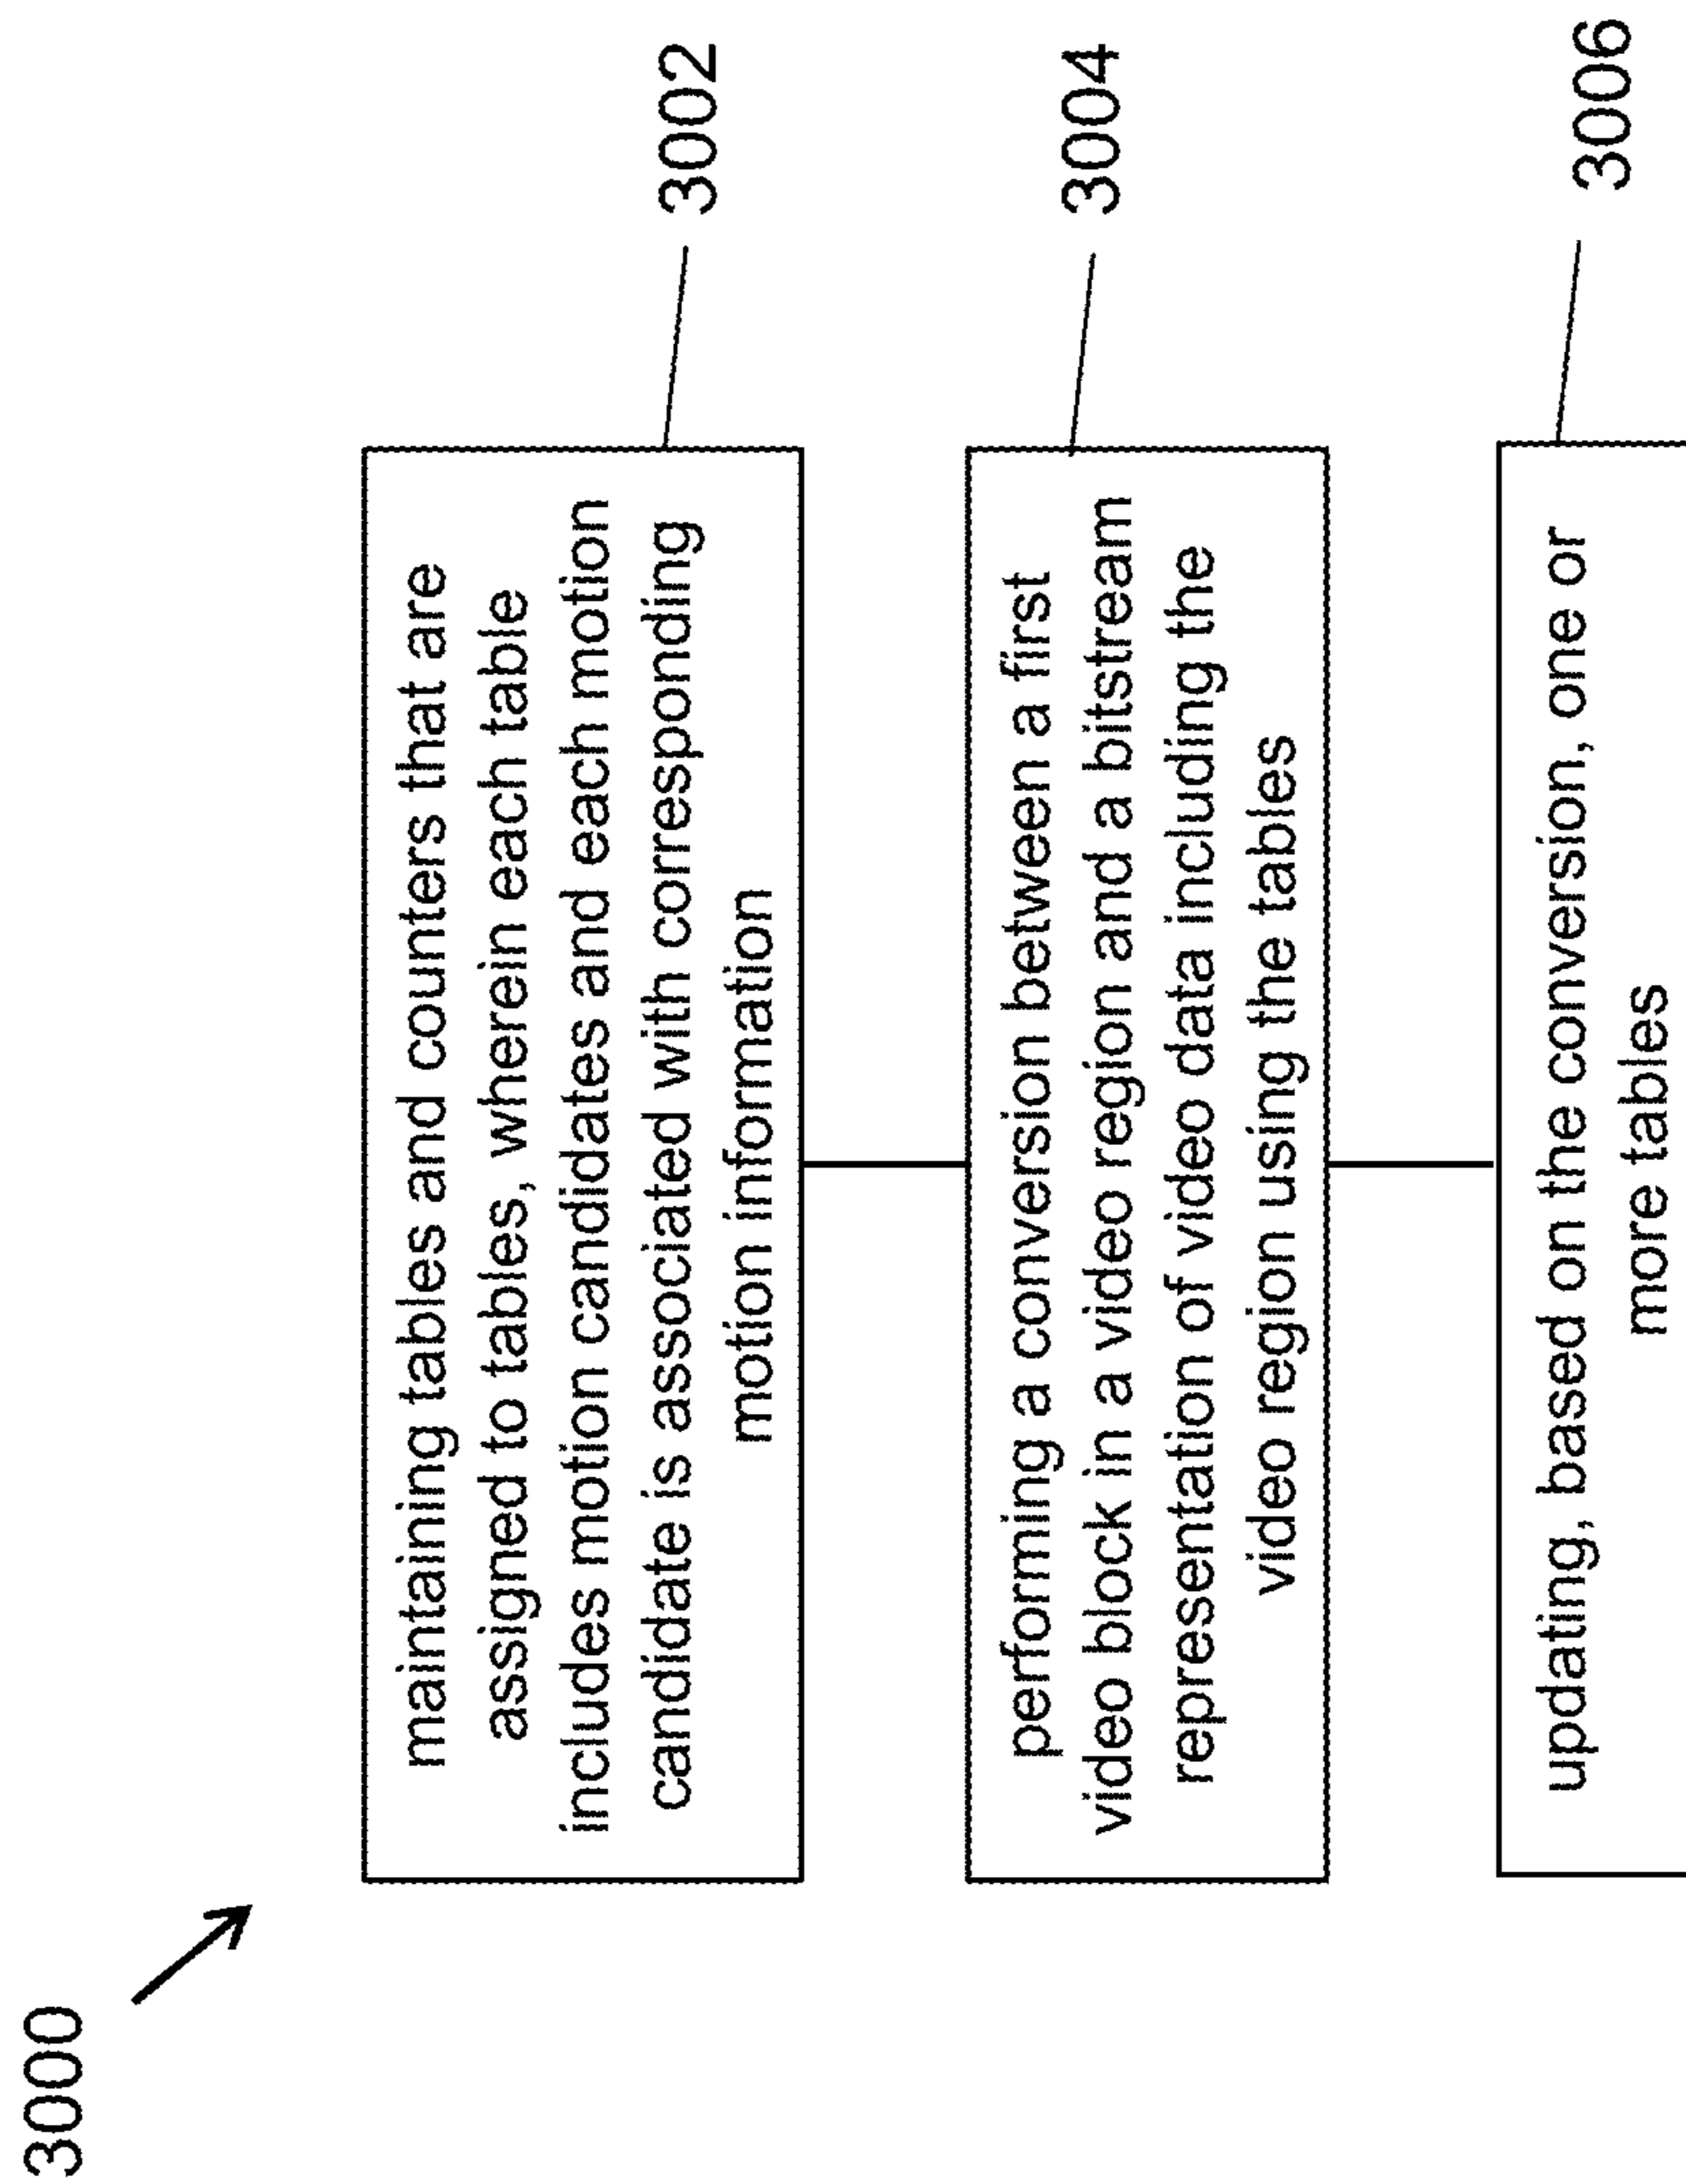 3000
maintaining tables and counters that are
assigned to tables, wherein each table
includes motion candidates and each motion
candidate is associated with corresponding
motion information
3002
performing a conversion between a first
video block in a video region and a bitstream
representation of video data including the
video region using the tables
3004
updating, based on the conversion, one or
more tables
3006